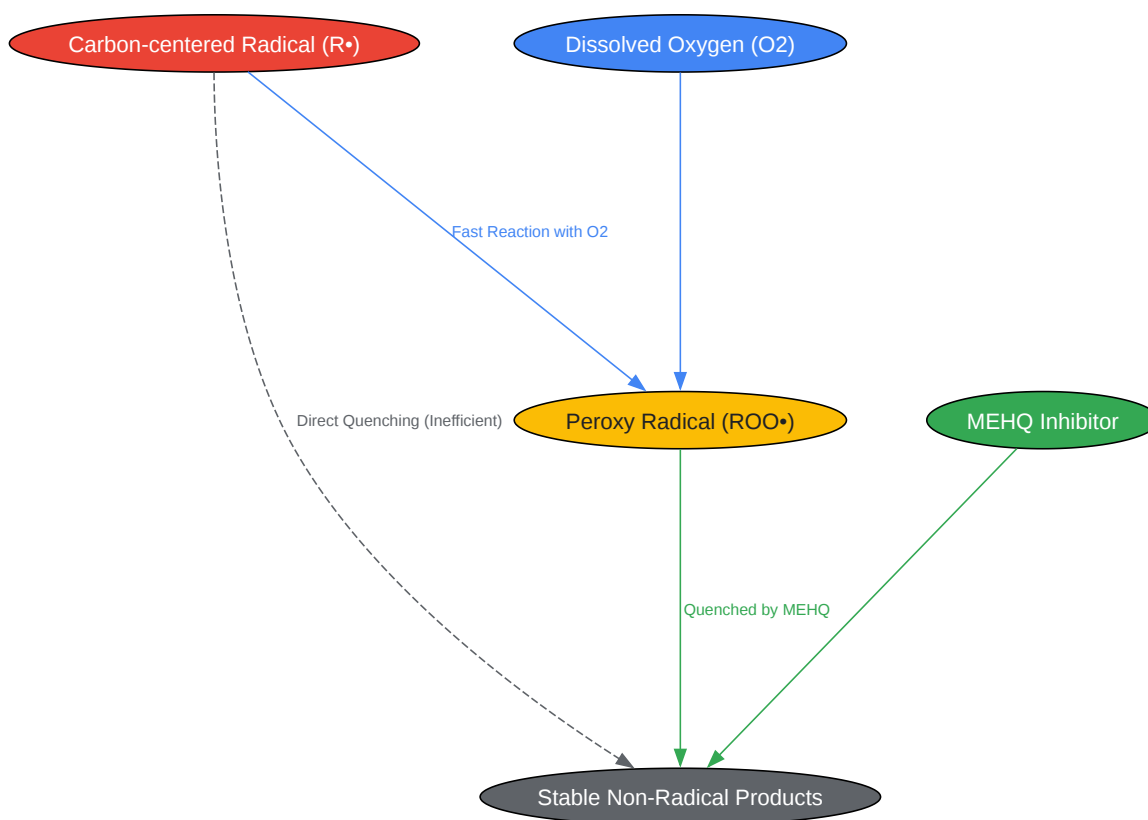 Carbon-centered Radical (R•)
Dissolved Oxygen (O2)
Fast Reaction with O2
Direct Quenching (Inefficient)
Peroxy Radical (ROO•)
MEHQ Inhibitor
Quenched by MEHQ
Stable Non-Radical Products